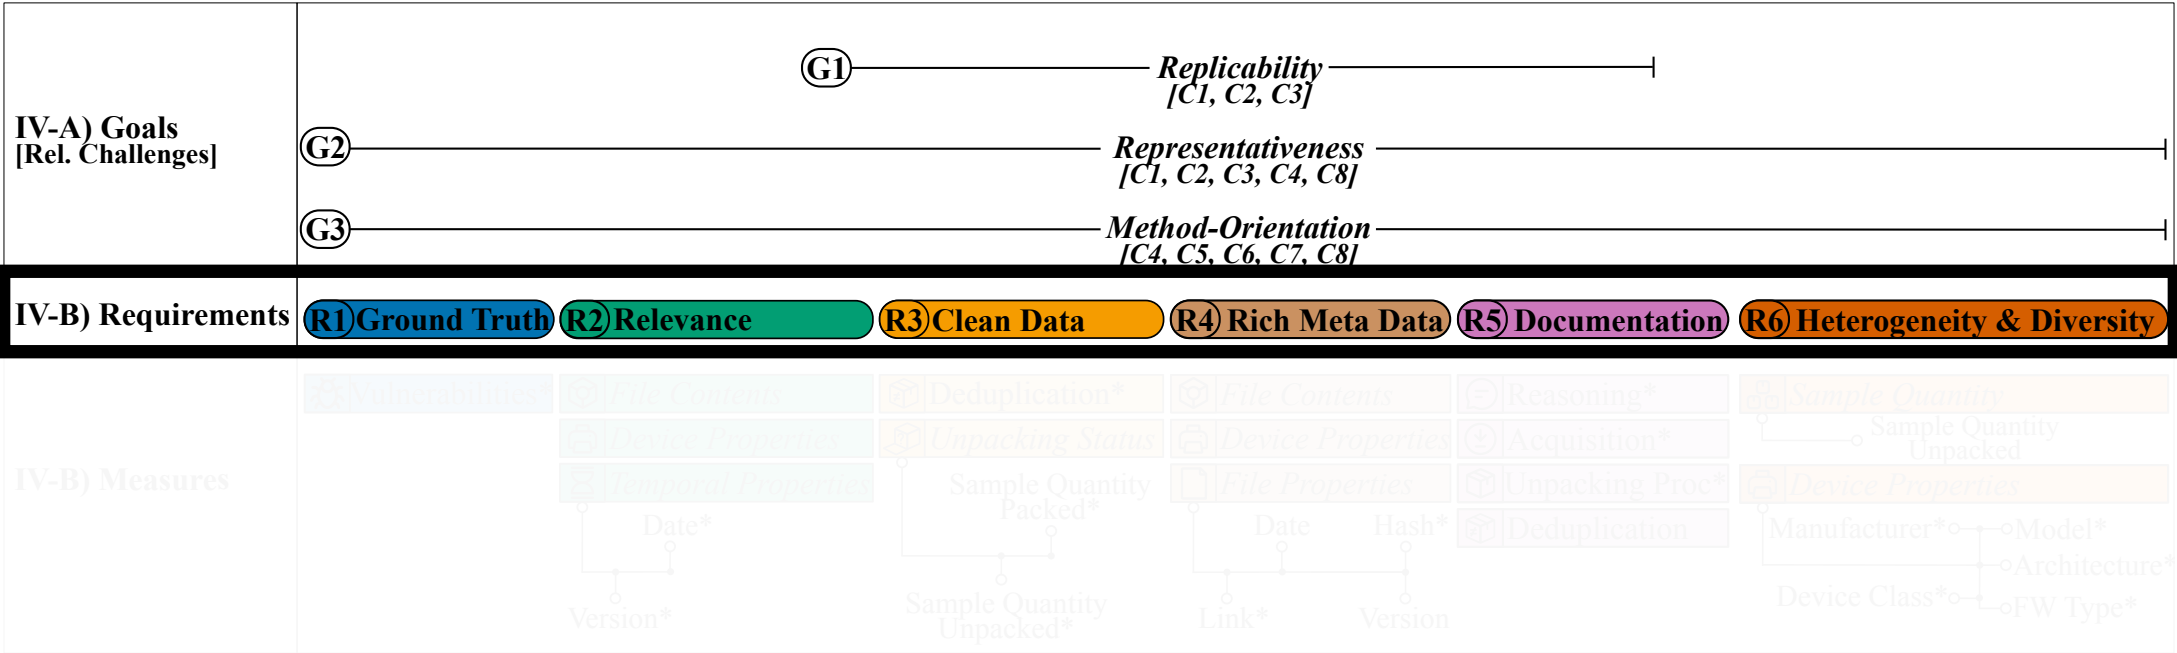 G1 Replicability
[C1, C2, C3]
IV-A) Goals
[Rel. Challenges]
G2 Representativeness
[C1, C2, C3, C4, C8]
G3 Method-Orientation
[C4, C5, C6, C7, C8]
IV-B) Requirements
R1 Ground Truth
R2 Relevance
R3 Clean Data
R4 Rich Meta Data
R5 Documentation
R6 Heterogeneity & Diversity
IV-B) Measures
Vulnerabilities*
File Contents
Device Properties
Temporal Properties
Date*
Version*
Deduplication*
Unpacking Status
Sample Quantity
Packed*
Sample Quantity
Unpacked*
File Contents
Device Properties
File Properties
Date
Hash*
Link*
Version
Reasoning*
Acquisition*
Unpacking Proc*
Deduplication
Sample Quantity
Sample Quantity
Unpacked
Device Properties
Manufacturer*
Model*
Architecture*
Device Class*
FW Type*